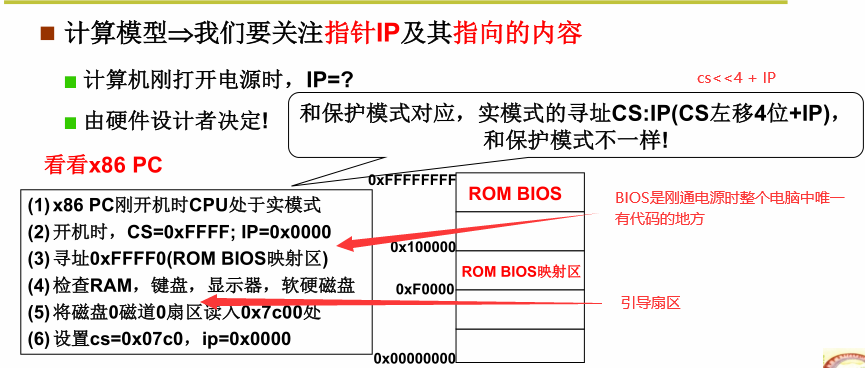 计算模型⇒我们要关注指针IP及其指向的内容
计算机刚打开电源时，IP=?
cs<<4 + IP
由硬件设计者决定!
和保护模式对应，实模式的寻址CS:IP(CS左移4位+IP)，
和保护模式不一样!
看看x86 PC
(1) x86 PC刚开机时CPU处于实模式
(2) 开机时，CS=0xFFFF; IP=0x0000
(3) 寻址0xFFFF0(ROM BIOS映射区)
(4) 检查RAM，键盘，显示器，软硬磁盘
(5) 将磁盘0磁道0扇区读入0x7c00处
(6) 设置cs=0x07c0，ip=0x0000
0xFFFFFFFF
ROM BIOS
0x100000
ROM BIOS映射区
0xF0000
0x00000000
BIOS是刚通电源时整个电脑中唯一
有代码的地方
引导扇区